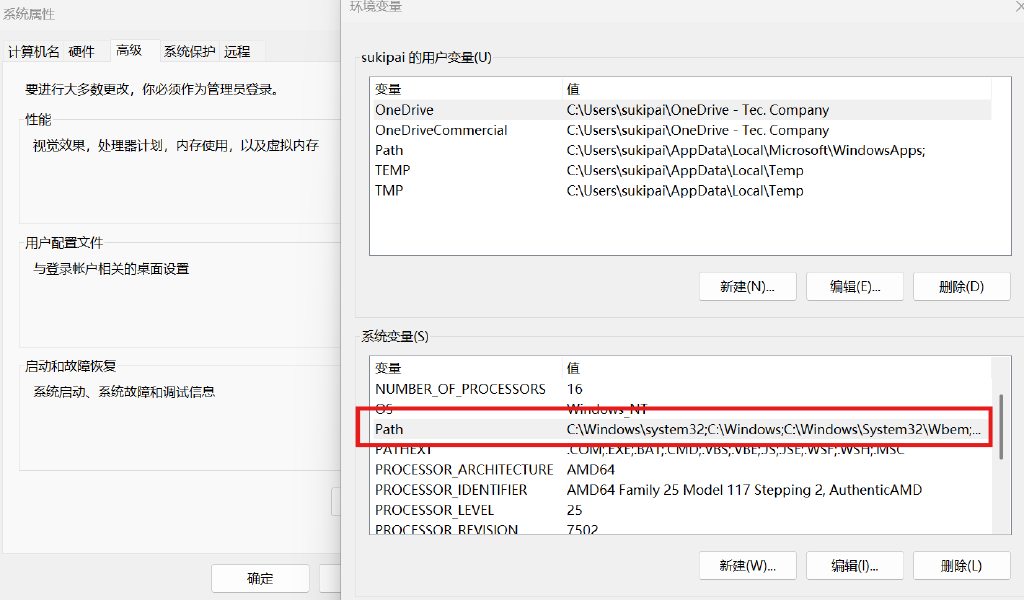 系统属性
计算机名 硬件 高级 系统保护 远程
要进行大多数更改，你必须作为管理员登录。
性能
视觉效果，处理器计划，内存使用，以及虚拟内存
用户配置文件
与登录帐户相关的桌面设置
启动和故障恢复
系统启动、系统故障和调试信息
确定
环境变量
sukipai 的用户变量(U)
变量 值
OneDrive C:\Users\sukipai\OneDrive - Tec. Company
OneDriveCommercial C:\Users\sukipai\OneDrive - Tec. Company
Path C:\Users\sukipai\AppData\Local\Microsoft\WindowsApps;
TEMP C:\Users\sukipai\AppData\Local\Temp
TMP C:\Users\sukipai\AppData\Local\Temp
新建(N)... 编辑(E)... 删除(D)
系统变量(S)
变量 值
NUMBER_OF_PROCESSORS 16
OS Windows_NT
Path C:\Windows\system32;C:\Windows;C:\Windows\System32\Wbem;...
PATHEXT .COM;.EXE;.BAT;.CMD;.VBS;.VBE;.JS;.JSE;.WSF;.WSH;.MSC
PROCESSOR_ARCHITECTURE AMD64
PROCESSOR_IDENTIFIER AMD64 Family 25 Model 117 Stepping 2, AuthenticAMD
PROCESSOR_LEVEL 25
PROCESSOR_REVISION 7502
新建(W)... 编辑(I)... 删除(L)